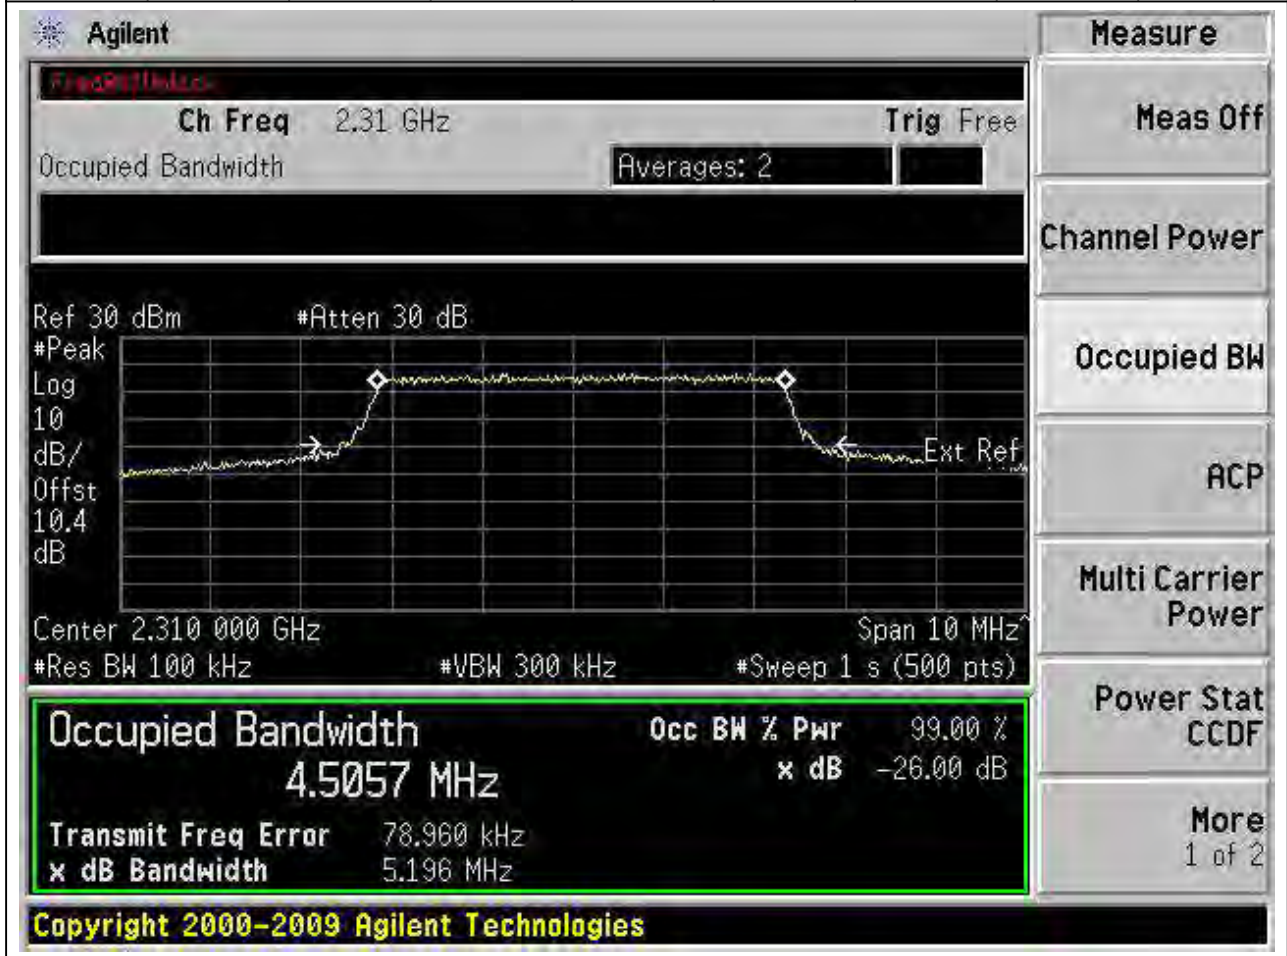 Agilent
Measure
Ch Freq 2.31 GHz Trig Free
Meas Off
Occupied Bandwidth Averages: 2
Channel Power
Ref 30 dBm #Atten 30 dB
#Peak
Log
10
dB/
Offst
10.4
dB
Ext Ref
Occupied BW
ACP
Center 2.310 000 GHz Span 10 MHz^
#Res BW 100 kHz #VBW 300 kHz #Sweep 1 s (500 pts)
Multi Carrier
Power
Occupied Bandwidth Occ BW % Pwr 99.00 %
4.5057 MHz x dB -26.00 dB
Power Stat
CCDF
Transmit Freq Error 78.960 kHz
x dB Bandwidth 5.196 MHz
More
1 of 2
Copyright 2000-2009 Agilent Technologies